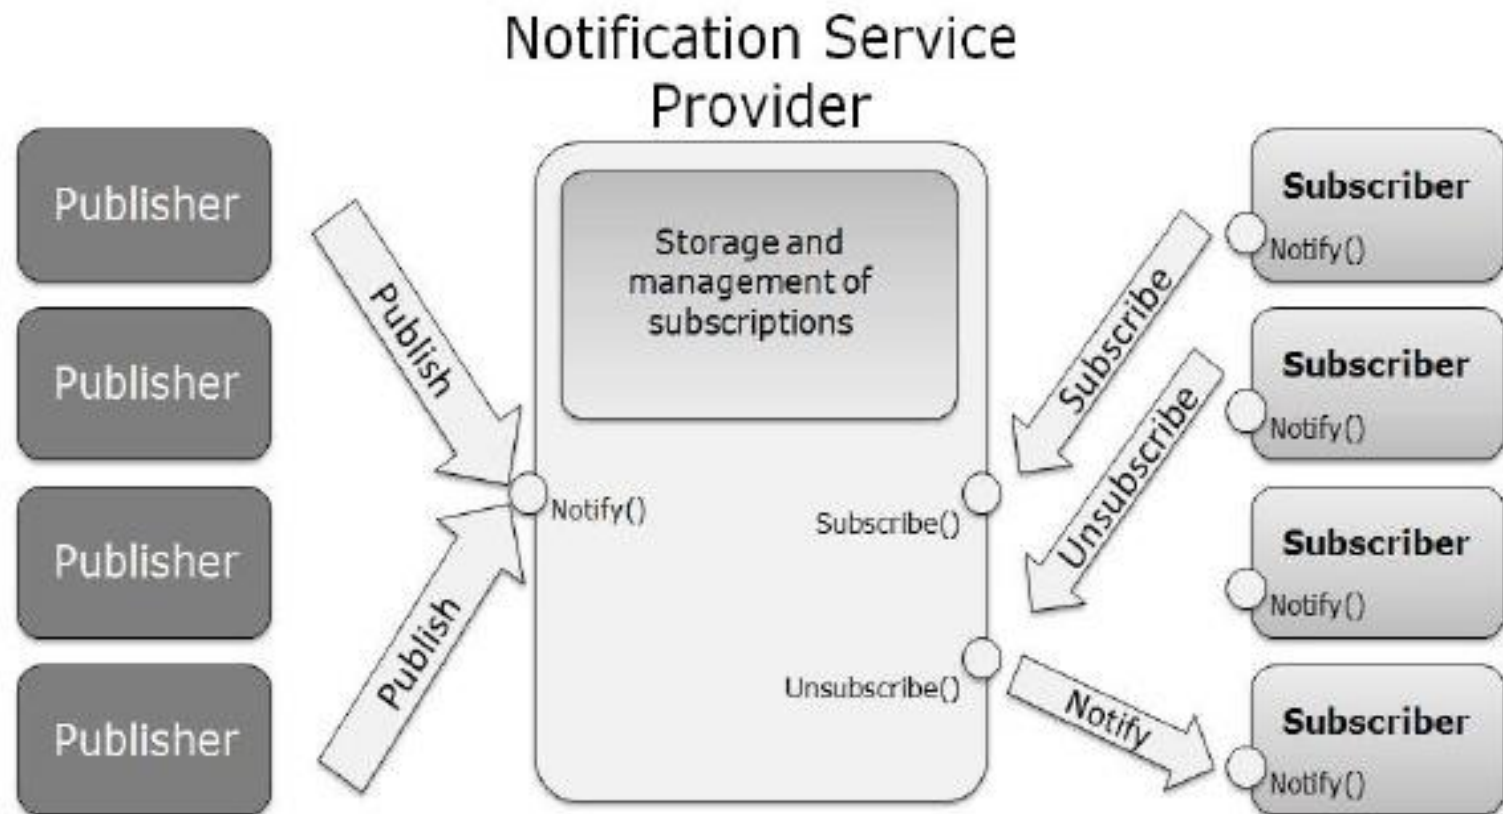 Notification Service
Provider
Publisher
Publisher
Publisher
Publisher
Publish
Publish
Storage and
management of
subscriptions
Notify()
Subscribe()
Unsubscribe()
Subscribe
Unsubscribe
Notify
Subscriber
Notify()
Subscriber
Notify()
Subscriber
Notify()
Subscriber
Notify()